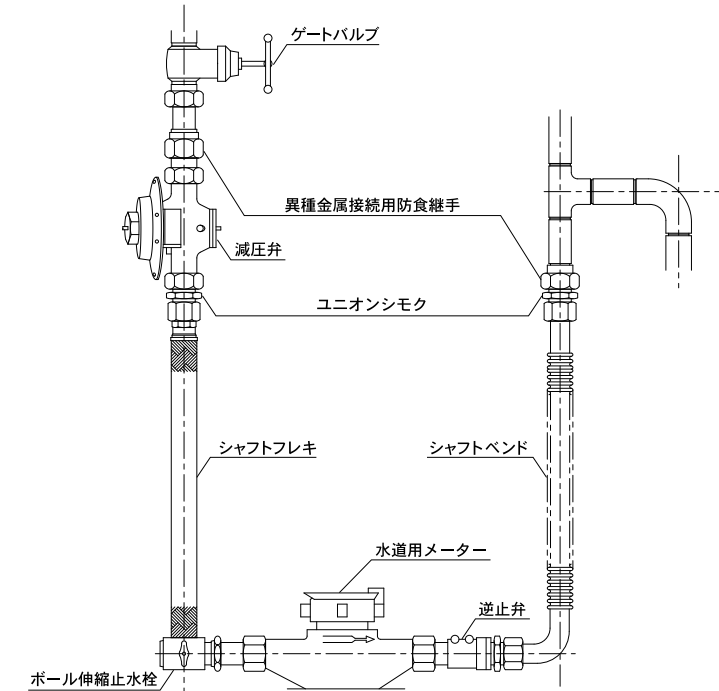 ゲートバルブ
異種金属接続用防食継手
減圧弁
ユニオンシモク
シャフトフレキ
シャフトベンド
水道用メーター
逆止弁
ボール伸縮止水栓